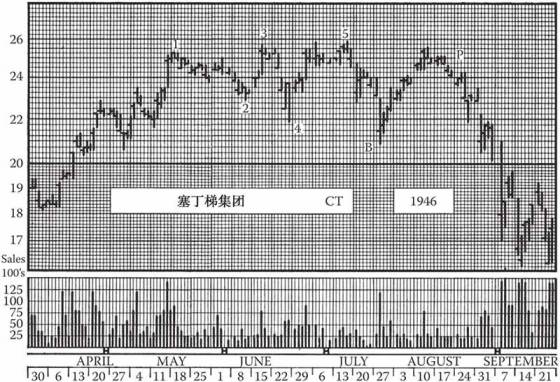 26
24
22
20
19
18
17
1
2
3
4
5
B
P
塞丁梯集团 CT 1946
Sales
100's
125
100
75
50
25
APRIL MAY JUNE JULY AUGUST SEPTEMBER
30 6 13 20 27 4 11 18 25 1 8 15 22 29 6 13 20 27 3 10 17 24 31 7 14 21